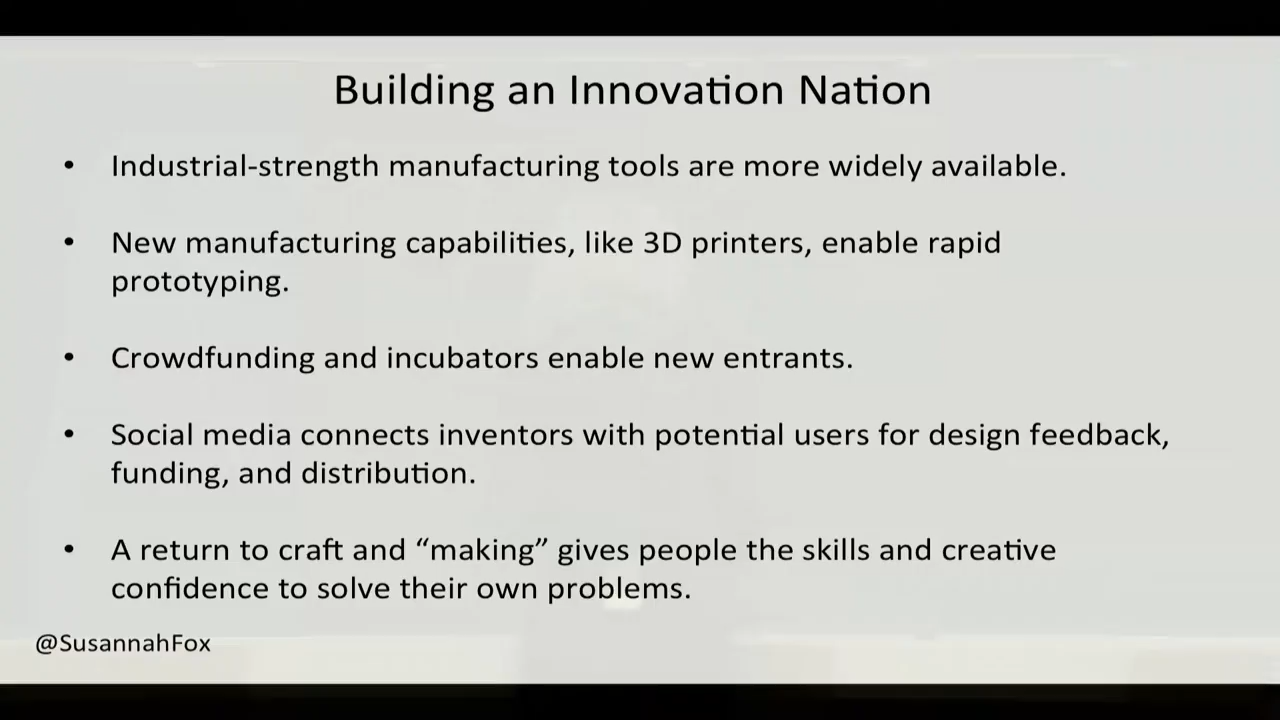 Building an Innovation Nation
• Industrial-strength manufacturing tools are more widely available.
• New manufacturing capabilities, like 3D printers, enable rapid
prototyping.
• Crowdfunding and incubators enable new entrants.
• Social media connects inventors with potential users for design feedback,
funding, and distribution.
• A return to craft and “making” gives people the skills and creative
confidence to solve their own problems.
@SusannahFox